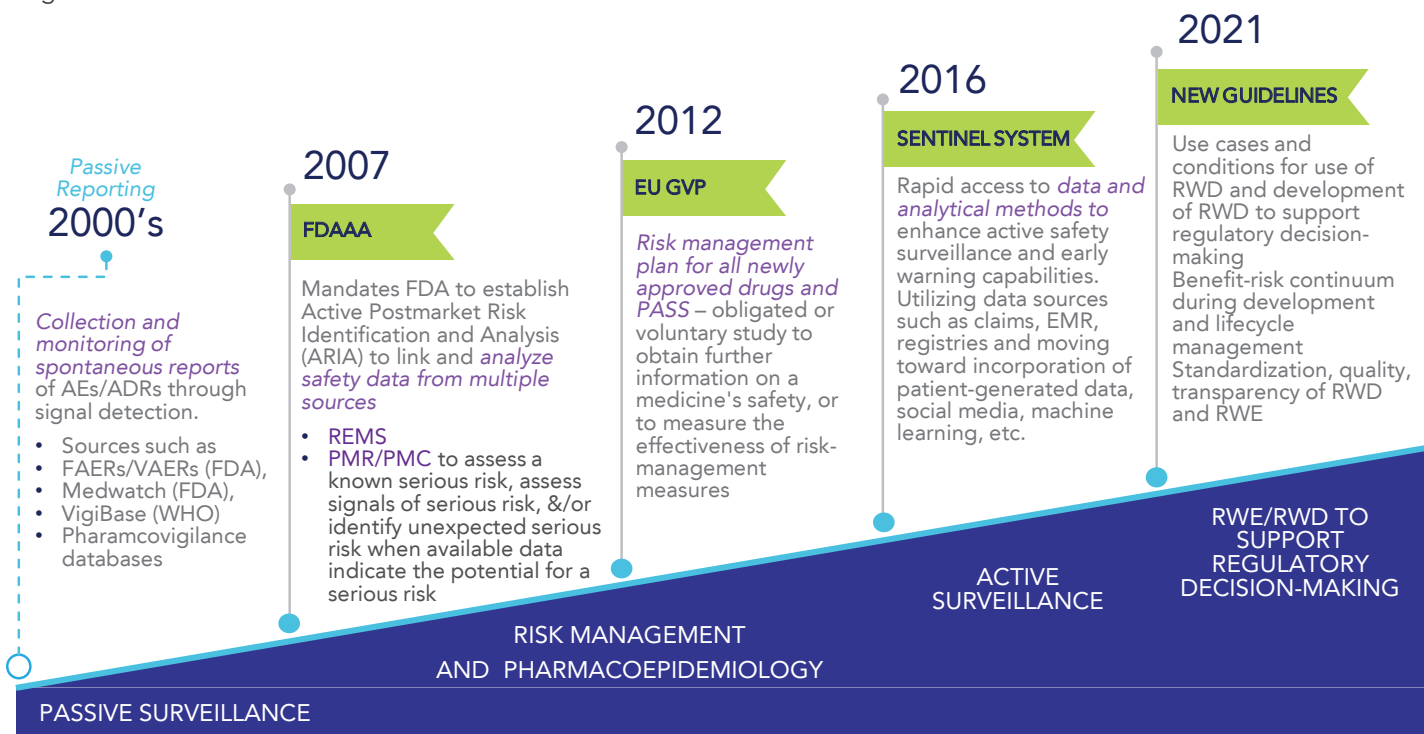 Passive
Reporting
2000's
Collection and
monitoring of
spontaneous reports
of AEs/ADRs through
signal detection.
• Sources such as
• FAERs/VAERs (FDA),
• Medwatch (FDA),
• VigiBase (WHO)
• Pharamcovigilance
databases
2007
FDAAA
Mandates FDA to establish
Active Postmarket Risk
Identification and Analysis
(ARIA) to link and analyze
safety data from multiple
sources
• REMS
• PMR/PMC to assess a
known serious risk, assess
signals of serious risk, &/or
identify unexpected serious
risk when available data
indicate the potential for a
serious risk
2012
EU GVP
Risk management
plan for all newly
approved drugs and
PASS – obligated or
voluntary study to
obtain further
information on a
medicine's safety, or
to measure the
effectiveness of risk-
management
measures
2016
SENTINEL SYSTEM
Rapid access to data and
analytical methods to
enhance active safety
surveillance and early
warning capabilities.
Utilizing data sources
such as claims, EMR,
registries and moving
toward incorporation of
patient-generated data,
social media, machine
learning, etc.
2021
NEW GUIDELINES
Use cases and
conditions for use of
RWD and development
of RWD to support
regulatory decision-
making
Benefit-risk continuum
during development
and lifecycle
management
Standardization, quality,
transparency of RWD
and RWE
PASSIVE SURVEILLANCE
RISK MANAGEMENT
AND PHARMACOEPIDEMIOLOGY
ACTIVE
SURVEILLANCE
RWE/RWD TO
SUPPORT
REGULATORY
DECISION-MAKING